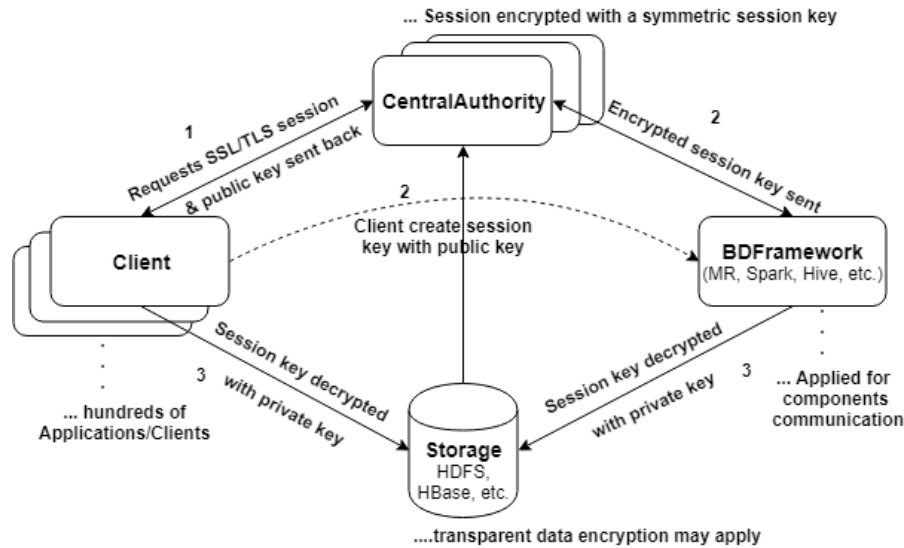 ... Session encrypted with a symmetric session key
CentralAuthority
1
Requests SSL/TLS session
& public key sent back
2
Encrypted session key sent
2
Client create session
key with public key
Client
BDFramework
(MR, Spark, Hive, etc.)
Session key decrypted
3
with private key
Session key decrypted
3
with private key
... hundreds of
Applications/Clients
... Applied for
components
communication
Storage
HDFS,
HBase, etc.
....transparent data encryption may apply